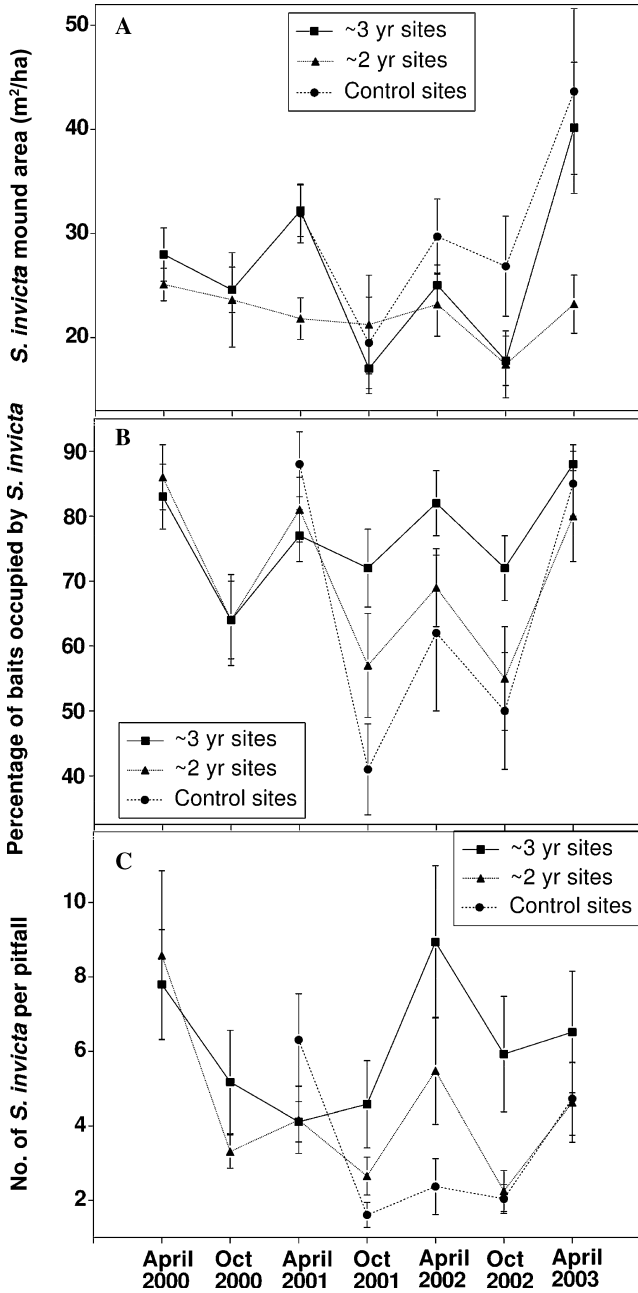 A
~3 yr sites
~2 yr sites
Control sites
S. invicta mound area (m²/ha)
50
40
30
20
B
Percentage of baits occupied by S. invicta
90
80
70
60
50
40
~3 yr sites
~2 yr sites
Control sites
C
~3 yr sites
~2 yr sites
Control sites
No. of S. invicta per pitfall
10
8
6
4
2
April 2000
Oct 2000
April 2001
Oct 2001
April 2002
Oct 2002
April 2003